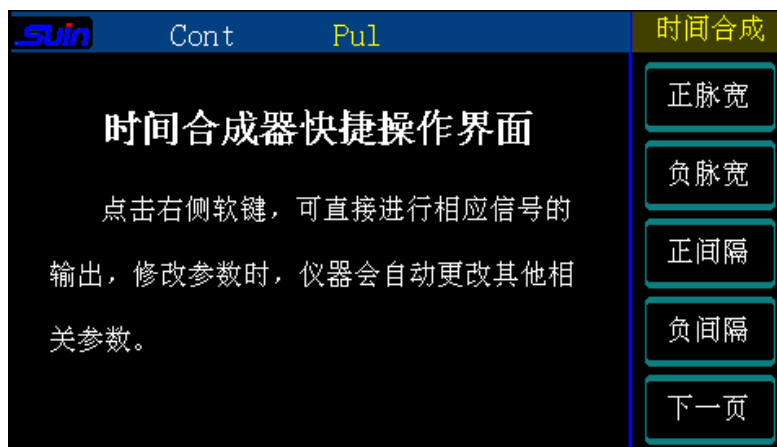 Suin Cont Pul 时间合成
时间合成器快捷操作界面
点击右侧软键，可直接进行相应信号的
输出，修改参数时，仪器会自动更改其他相
关参数。
正脉宽
负脉宽
正间隔
负间隔
下一页